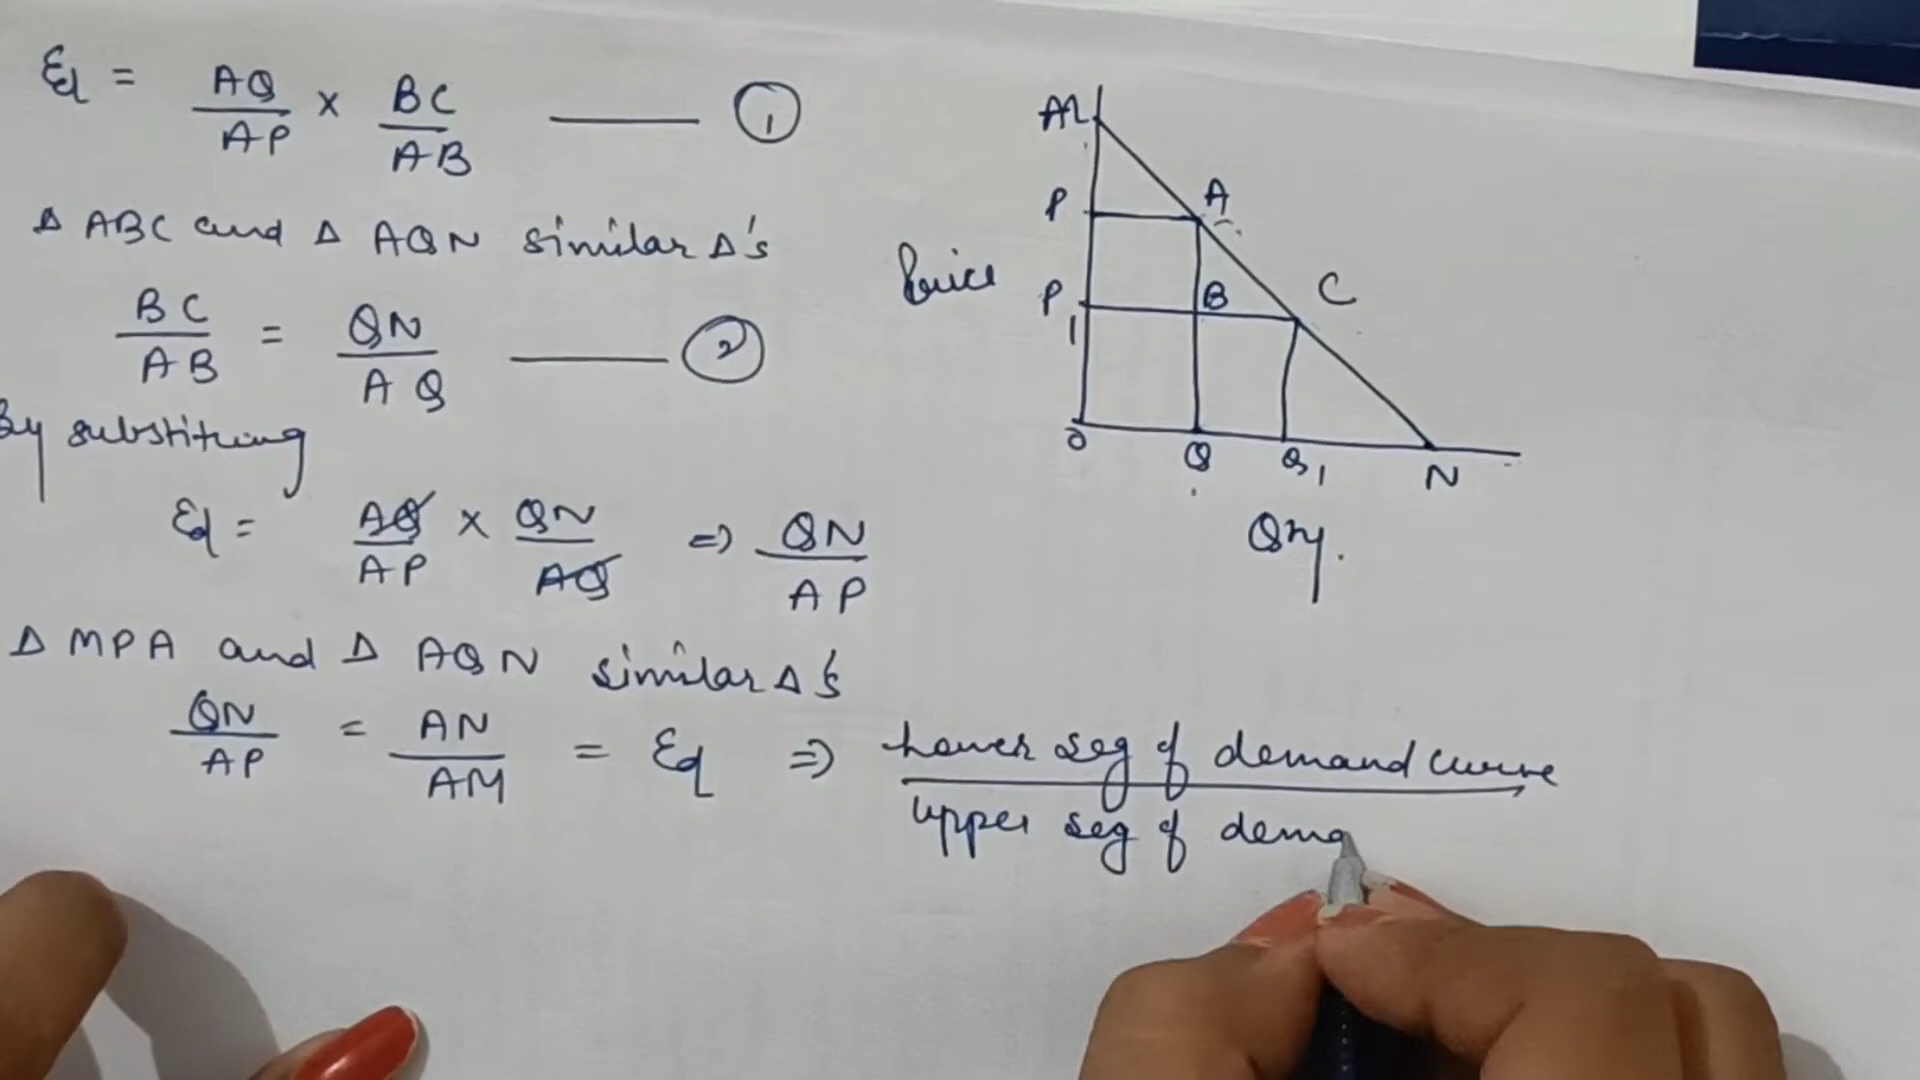 Ed = AQ / AP × BC / AB —— ①
Δ ABC and Δ AQN similar Δ's
BC / AB = QN / AQ —— ②
By substituing
Ed = AQ / AP × QN / AQ ⇒ QN / AP
Δ MPA and Δ AQN similar Δ's
QN / AP = AN / AM = Ed ⇒ Lower seg of demand curve
upper seg of dema
M
P
A
Price
P1
B
C
O
Q
Q1
N
Qty.